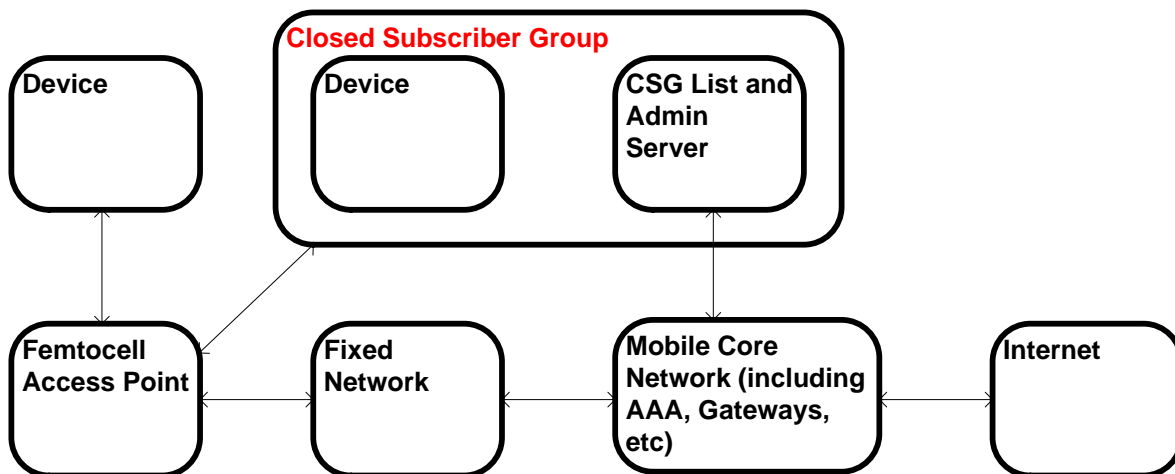 Closed Subscriber Group
Device
Device
CSG List and
Admin
Server
Femtocell
Access Point
Fixed
Network
Mobile Core
Network (including
AAA, Gateways,
etc)
Internet